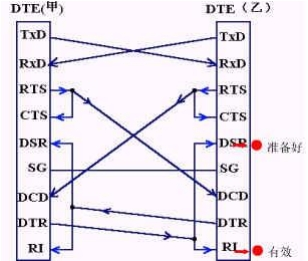 DTE(甲) DTE（乙）
TxD TxD
RxD RxD
RTS RTS
CTS CTS
DSR DSR 准备好
SG SG
DCD DCD
DTR DTR
RI RI 有效